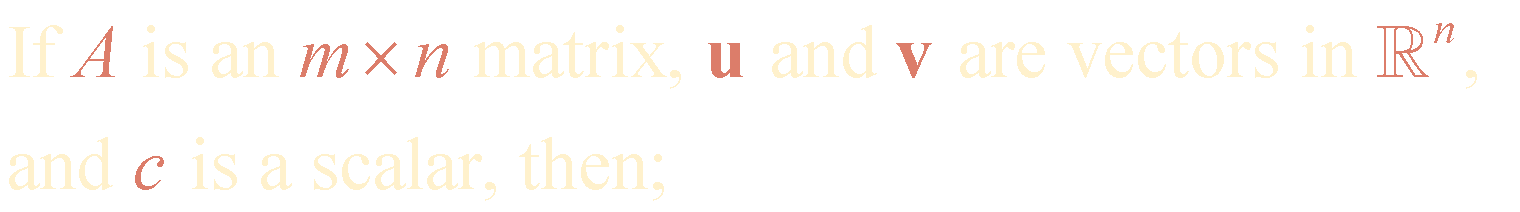 If A is an m×n matrix, u and v are vectors in ℝⁿ,
and c is a scalar, then;